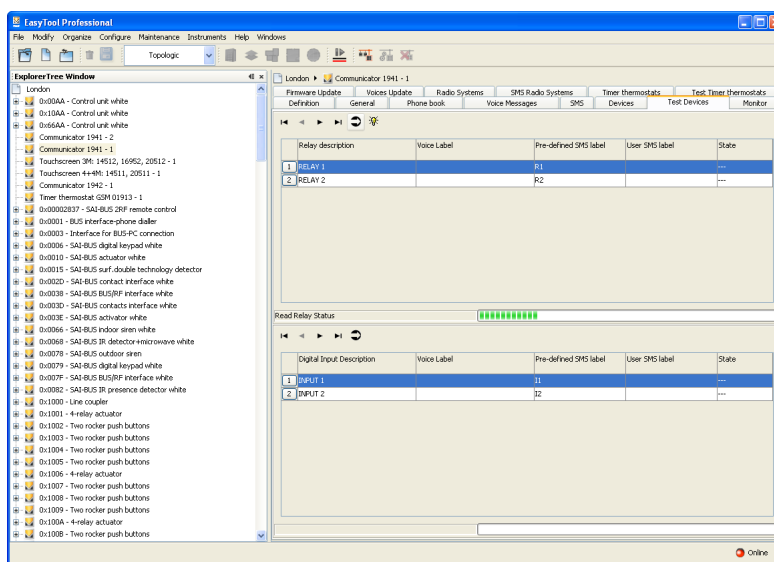 EasyTool Professional
File Modify Organize Configure Maintenance Instruments Help Windows
Topologic
ExplorerTree Window
London
0x00AA - Control unit white
0x10AA - Control unit white
0x66AA - Control unit white
Communicator 1941 - 2
Communicator 1941 - 1
Touchscreen 3M: 14512, 16952, 20512 - 1
Touchscreen 4+4M: 14511, 20511 - 1
Communicator 1942 - 1
Timer thermostat GSM 01913 - 1
0x00002837 - SAI-BUS 2RF remote control
0x0001 - BUS interface-phone dialler
0x0003 - Interface for BUS-PC connection
0x0006 - SAI-BUS digital keypad white
0x0010 - SAI-BUS actuator white
0x0015 - SAI-BUS surf.double technology detector
0x002D - SAI-BUS contact interface white
0x0038 - SAI-BUS BUS/RF interface white
0x003D - SAI-BUS contacts interface white
0x003E - SAI-BUS activator white
0x0066 - SAI-BUS indoor siren white
0x0068 - SAI-BUS IR detector+microwave white
0x0078 - SAI-BUS outdoor siren
0x0079 - SAI-BUS digital keypad white
0x007F - SAI-BUS BUS/RF interface white
0x0082 - SAI-BUS IR presence detector white
0x1000 - Line coupler
0x1001 - 4-relay actuator
0x1002 - Two rocker push buttons
0x1003 - Two rocker push buttons
0x1004 - Two rocker push buttons
0x1005 - Two rocker push buttons
0x1006 - 4-relay actuator
0x1007 - Two rocker push buttons
0x1008 - Two rocker push buttons
0x1009 - Two rocker push buttons
0x100A - 4-relay actuator
0x100B - Two rocker push buttons
London Communicator 1941 - 1
Firmware Update Voices Update Radio Systems SMS Radio Systems Timer thermostats Test Timer thermostats
Definition General Phone book Voice Messages SMS Devices Test Devices Monitor
Relay description Voice Label Pre-defined SMS label User SMS label State
1 RELAY 1 R1 ---
2 RELAY 2 R2 ---
Read Relay Status
Digital Input Description Voice Label Pre-defined SMS label User SMS label State
1 INPUT 1 I1 ---
2 INPUT 2 I2 ---
Online